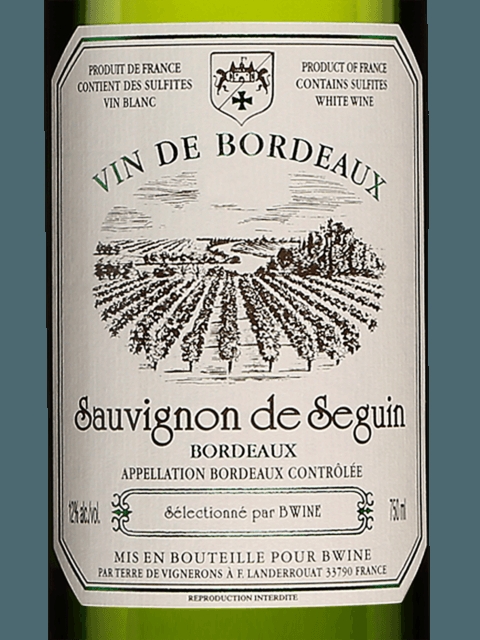 PRODUIT DE FRANCE
CONTIENT DES SULFITES
VIN BLANC
PRODUCT OF FRANCE
CONTAINS SULFITES
WHITE WINE
VIN DE BORDEAUX
Sauvignon de Seguin
BORDEAUX
APPELLATION BORDEAUX CONTRÔLÉE
12% alc./vol.
Sélectionné par BWINE
750 ml
MIS EN BOUTEILLE POUR BWINE
PAR TERRE DE VIGNERONS À F. LANDERROUAT 33790 FRANCE
REPRODUCTION INTERDITE